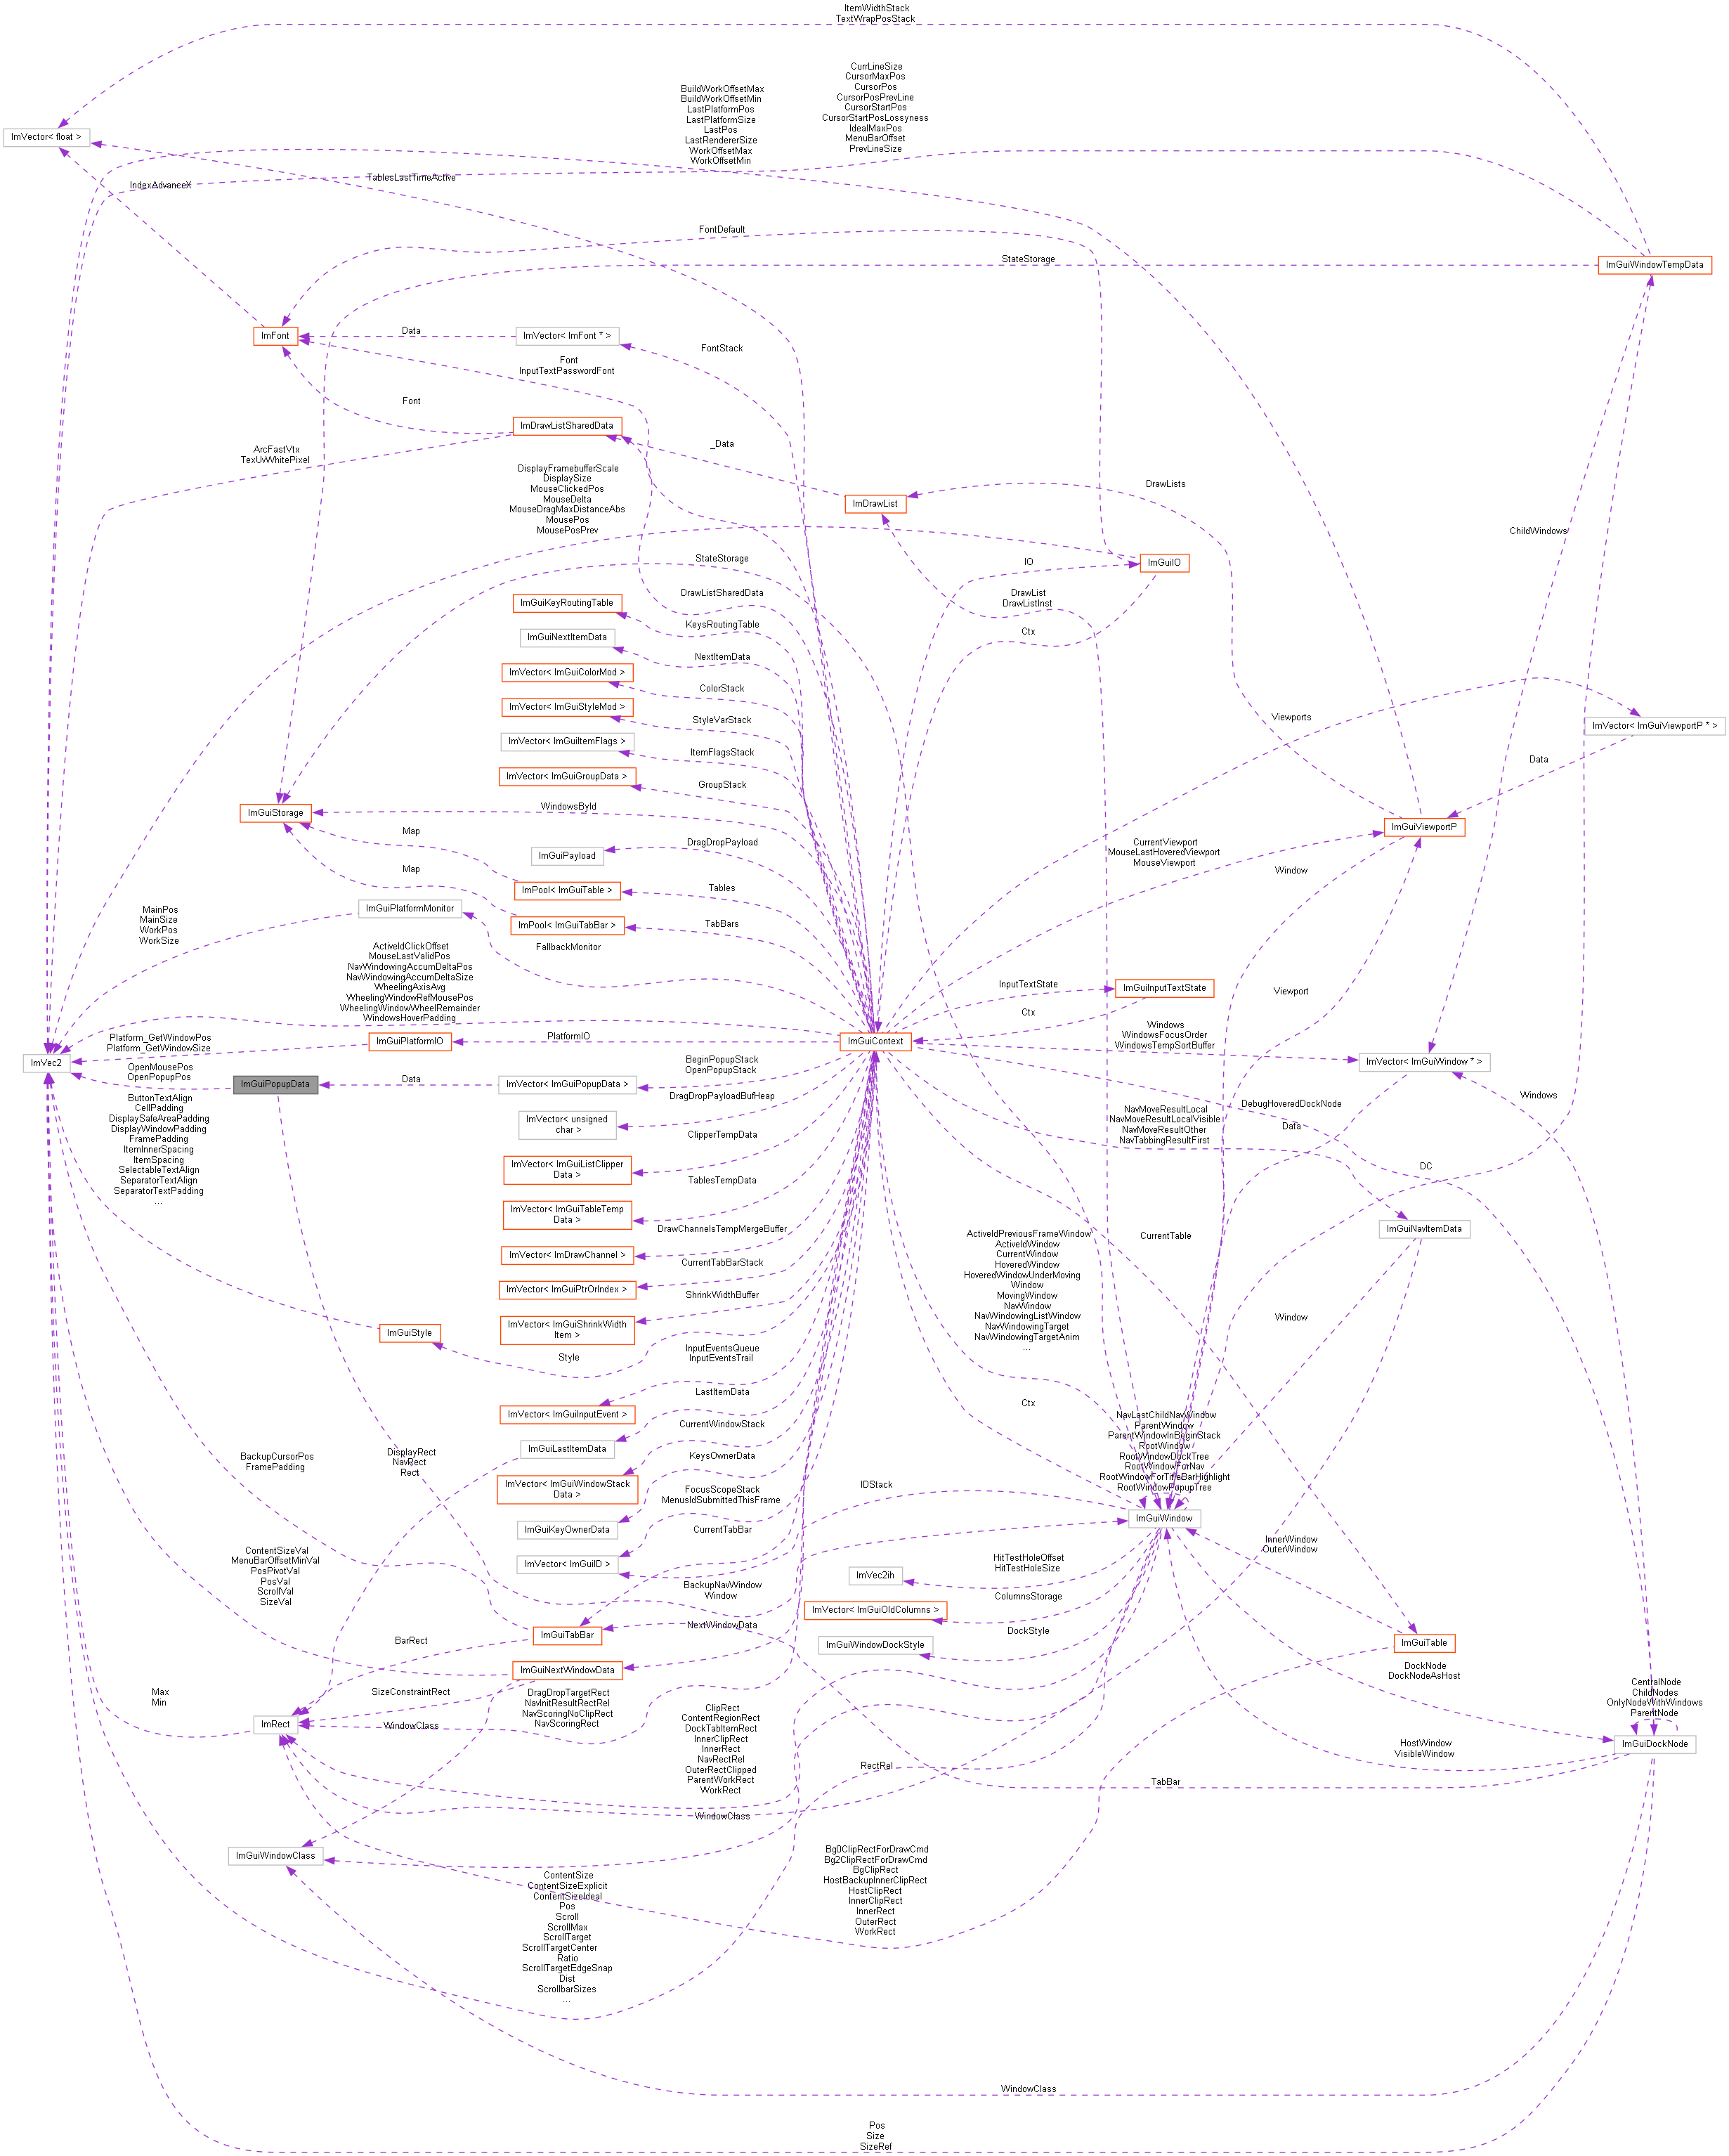 ItemWidthStack
TextWrapPosStack
CurrLineSize
CursorMaxPos
CursorPos
CursorPosPrevLine
CursorStartPos
CursorStartPosLossyness
IdealMaxPos
MenuBarOffset
PrevLineSize
BuildWorkOffsetMax
BuildWorkOffsetMin
LastPlatformPos
LastPlatformSize
LastPos
LastRendererSize
WorkOffsetMax
WorkOffsetMin
ImVector< float >
IndexAdvanceX
TablesLastTimeActive
FontDefault
StateStorage
ImGuiWindowTempData
ImFont
Data
ImVector< ImFont * >
FontStack
Font
InputTextPasswordFont
Font
ImDrawListSharedData
_Data
ArcFastVtx
TexUvWhitePixel
DisplayFramebufferScale
DisplaySize
MouseClickedPos
MouseDelta
MouseDragMaxDistanceAbs
MousePos
MousePosPrev
ImDrawList
DrawLists
ChildWindows
StateStorage
IO
ImGuiIO
DrawListSharedData
DrawList
DrawListInst
ImGuiKeyRoutingTable
KeysRoutingTable
Ctx
ImGuiNextItemData
NextItemData
ImVector< ImGuiColorMod >
ColorStack
ImVector< ImGuiStyleMod >
StyleVarStack
Viewports
ImVector< ImGuiViewportP * >
ImVector< ImGuiItemFlags >
ItemFlagsStack
Data
ImVector< ImGuiGroupData >
GroupStack
ImGuiStorage
WindowsById
ImGuiViewportP
Map
DragDropPayload
CurrentViewport
MouseLastHoveredViewport
MouseViewport
ImGuiPayload
Map
Window
ImPool< ImGuiTable >
Tables
ImGuiPlatformMonitor
MainPos
MainSize
WorkPos
WorkSize
ImPool< ImGuiTabBar >
TabBars
FallbackMonitor
ActiveIdClickOffset
MouseLastValidPos
NavWindowingAccumDeltaPos
NavWindowingAccumDeltaSize
WheelingAxisAvg
WheelingWindowRefMousePos
WheelingWindowWheelRemainder
WindowsHoverPadding
InputTextState
ImGuiInputTextState
Viewport
Ctx
Windows
WindowsFocusOrder
WindowsTempSortBuffer
Platform_GetWindowPos
Platform_GetWindowSize
ImGuiPlatformIO
PlatformIO
ImGuiContext
ImVec2
ImVector< ImGuiWindow * >
OpenMousePos
OpenPopupPos
ImGuiPopupData
Data
ImVector< ImGuiPopupData >
BeginPopupStack
OpenPopupStack
DragDropPayloadBufHeap
Windows
DebugHoveredDockNode
ButtonTextAlign
CellPadding
DisplaySafeAreaPadding
DisplayWindowPadding
FramePadding
ItemInnerSpacing
ItemSpacing
SelectableTextAlign
SeparatorTextAlign
SeparatorTextPadding
...
ImVector< unsigned
char >
NavMoveResultLocal
NavMoveResultLocalVisible
NavMoveResultOther
NavTabbingResultFirst
Data
ClipperTempData
ImVector< ImGuiListClipper
Data >
DC
TablesTempData
ImVector< ImGuiTableTemp
Data >
ImGuiNavItemData
DrawChannelsTempMergeBuffer
ImVector< ImDrawChannel >
ActiveIdPreviousFrameWindow
ActiveIdWindow
CurrentWindow
HoveredWindow
HoveredWindowUnderMoving
Window
MovingWindow
NavWindow
NavWindowingListWindow
NavWindowingTarget
NavWindowingTargetAnim
...
CurrentTable
CurrentTabBarStack
ImVector< ImGuiPtrOrIndex >
ShrinkWidthBuffer
ImVector< ImGuiShrinkWidth
Item >
Window
ImGuiStyle
Style
InputEventsQueue
InputEventsTrail
LastItemData
ImVector< ImGuiInputEvent >
Ctx
NavLastChildNavWindow
ParentWindow
ParentWindowInBeginStack
RootWindow
RootWindowDockTree
RootWindowForNav
RootWindowForTitleBarHighlight
RootWindowPopupTree
CurrentWindowStack
ImGuiLastItemData
BackupCursorPos
FramePadding
DisplayRect
NavRect
Rect
KeysOwnerData
ImVector< ImGuiWindowStack
Data >
IDStack
FocusScopeStack
MenusIdSubmittedThisFrame
ImGuiWindow
ImGuiKeyOwnerData
CurrentTabBar
InnerWindow
OuterWindow
ImVector< ImGuiID >
HitTestHoleOffset
HitTestHoleSize
ContentSizeVal
MenuBarOffsetMinVal
PosPivotVal
PosVal
ScrollVal
SizeVal
ImVec2ih
BackupNavWindow
Window
ColumnsStorage
ImVector< ImGuiOldColumns >
NextWindowData
DockStyle
ImGuiTabBar
BarRect
ImGuiWindowDockStyle
ImGuiTable
ImGuiNextWindowData
DockNode
DockNodeAsHost
CentralNode
ChildNodes
OnlyNodeWithWindows
ParentNode
Max
Min
SizeConstraintRect
DragDropTargetRect
NavInitResultRectRel
NavScoringNoClipRect
NavScoringRect
ImRect
WindowClass
ClipRect
ContentRegionRect
DockTabItemRect
InnerClipRect
InnerRect
NavRectRel
OuterRectClipped
ParentWorkRect
WorkRect
ImGuiDockNode
HostWindow
VisibleWindow
RectRel
TabBar
WindowClass
ImGuiWindowClass
Bg0ClipRectForDrawCmd
Bg2ClipRectForDrawCmd
BgClipRect
HostBackupInnerClipRect
HostClipRect
InnerClipRect
InnerRect
OuterRect
WorkRect
ContentSize
ContentSizeExplicit
ContentSizeIdeal
Pos
Scroll
ScrollMax
ScrollTarget
ScrollTargetCenter
Ratio
ScrollTargetEdgeSnap
Dist
ScrollbarSizes
...
WindowClass
Pos
Size
SizeRef